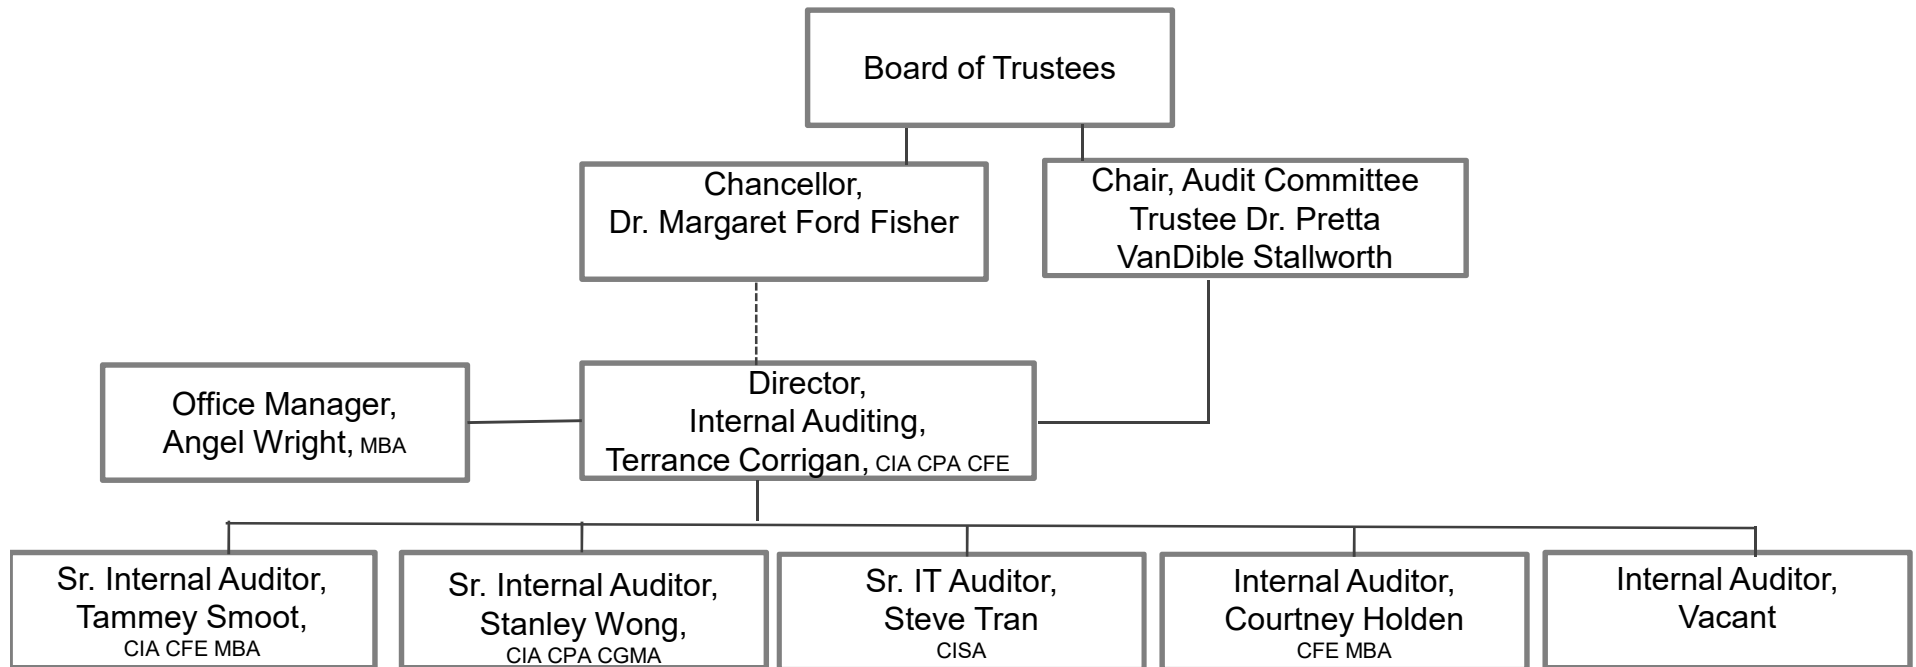 Board of Trustees
Chancellor,
Dr. Margaret Ford Fisher
Chair, Audit Committee
Trustee Dr. Pretta
VanDible Stallworth
Office Manager,
Angel Wright, MBA
Director,
Internal Auditing,
Terrance Corrigan, CIA CPA CFE
Sr. Internal Auditor,
Tammey Smoot,
CIA CFE MBA
Sr. Internal Auditor,
Stanley Wong,
CIA CPA CGMA
Sr. IT Auditor,
Steve Tran
CISA
Internal Auditor,
Courtney Holden
CFE MBA
Internal Auditor,
Vacant